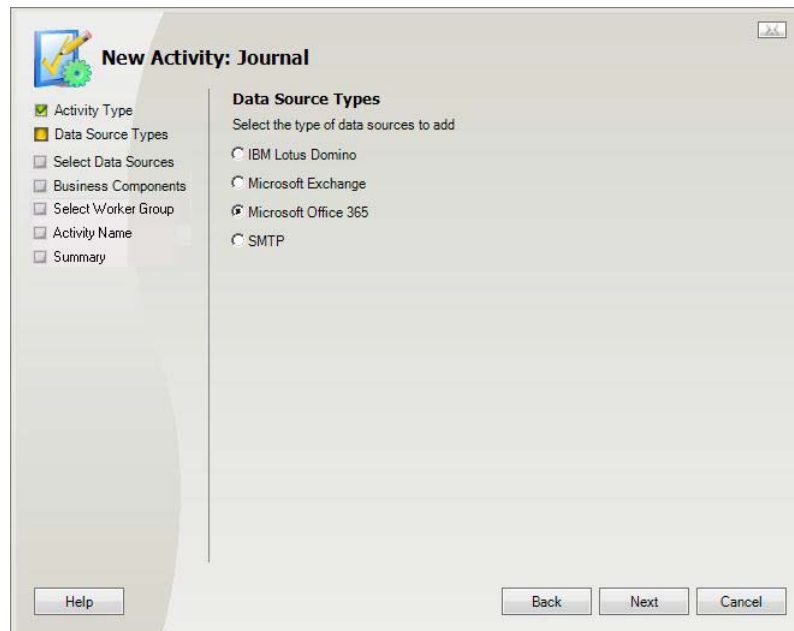 New Activity: Journal
Activity Type
Data Source Types
Select Data Sources
Business Components
Select Worker Group
Activity Name
Summary
Data Source Types
Select the type of data sources to add
IBM Lotus Domino
Microsoft Exchange
Microsoft Office 365
SMTP
Help
Back
Next
Cancel